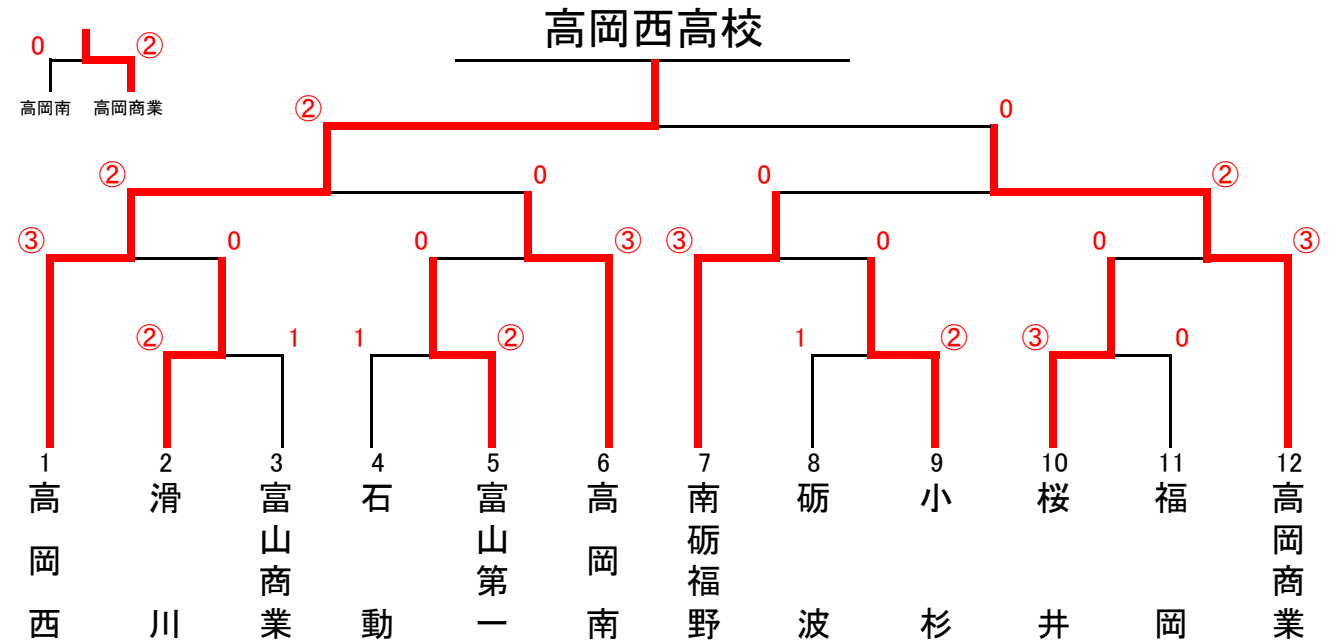 高岡西高校
0 ②
高岡南 高岡商業
② 0
② 0 0 ②
③ 0 0 ③ ③ 0 0 ③
② 1 1 ② 1 ② ③ 0
1 2 3 4 5 6 7 8 9 10 11 12
高岡西
滑川
富山商業
石動
富山第一
高岡南
南砺福野
砺波
小杉
桜井
福岡
高岡商業